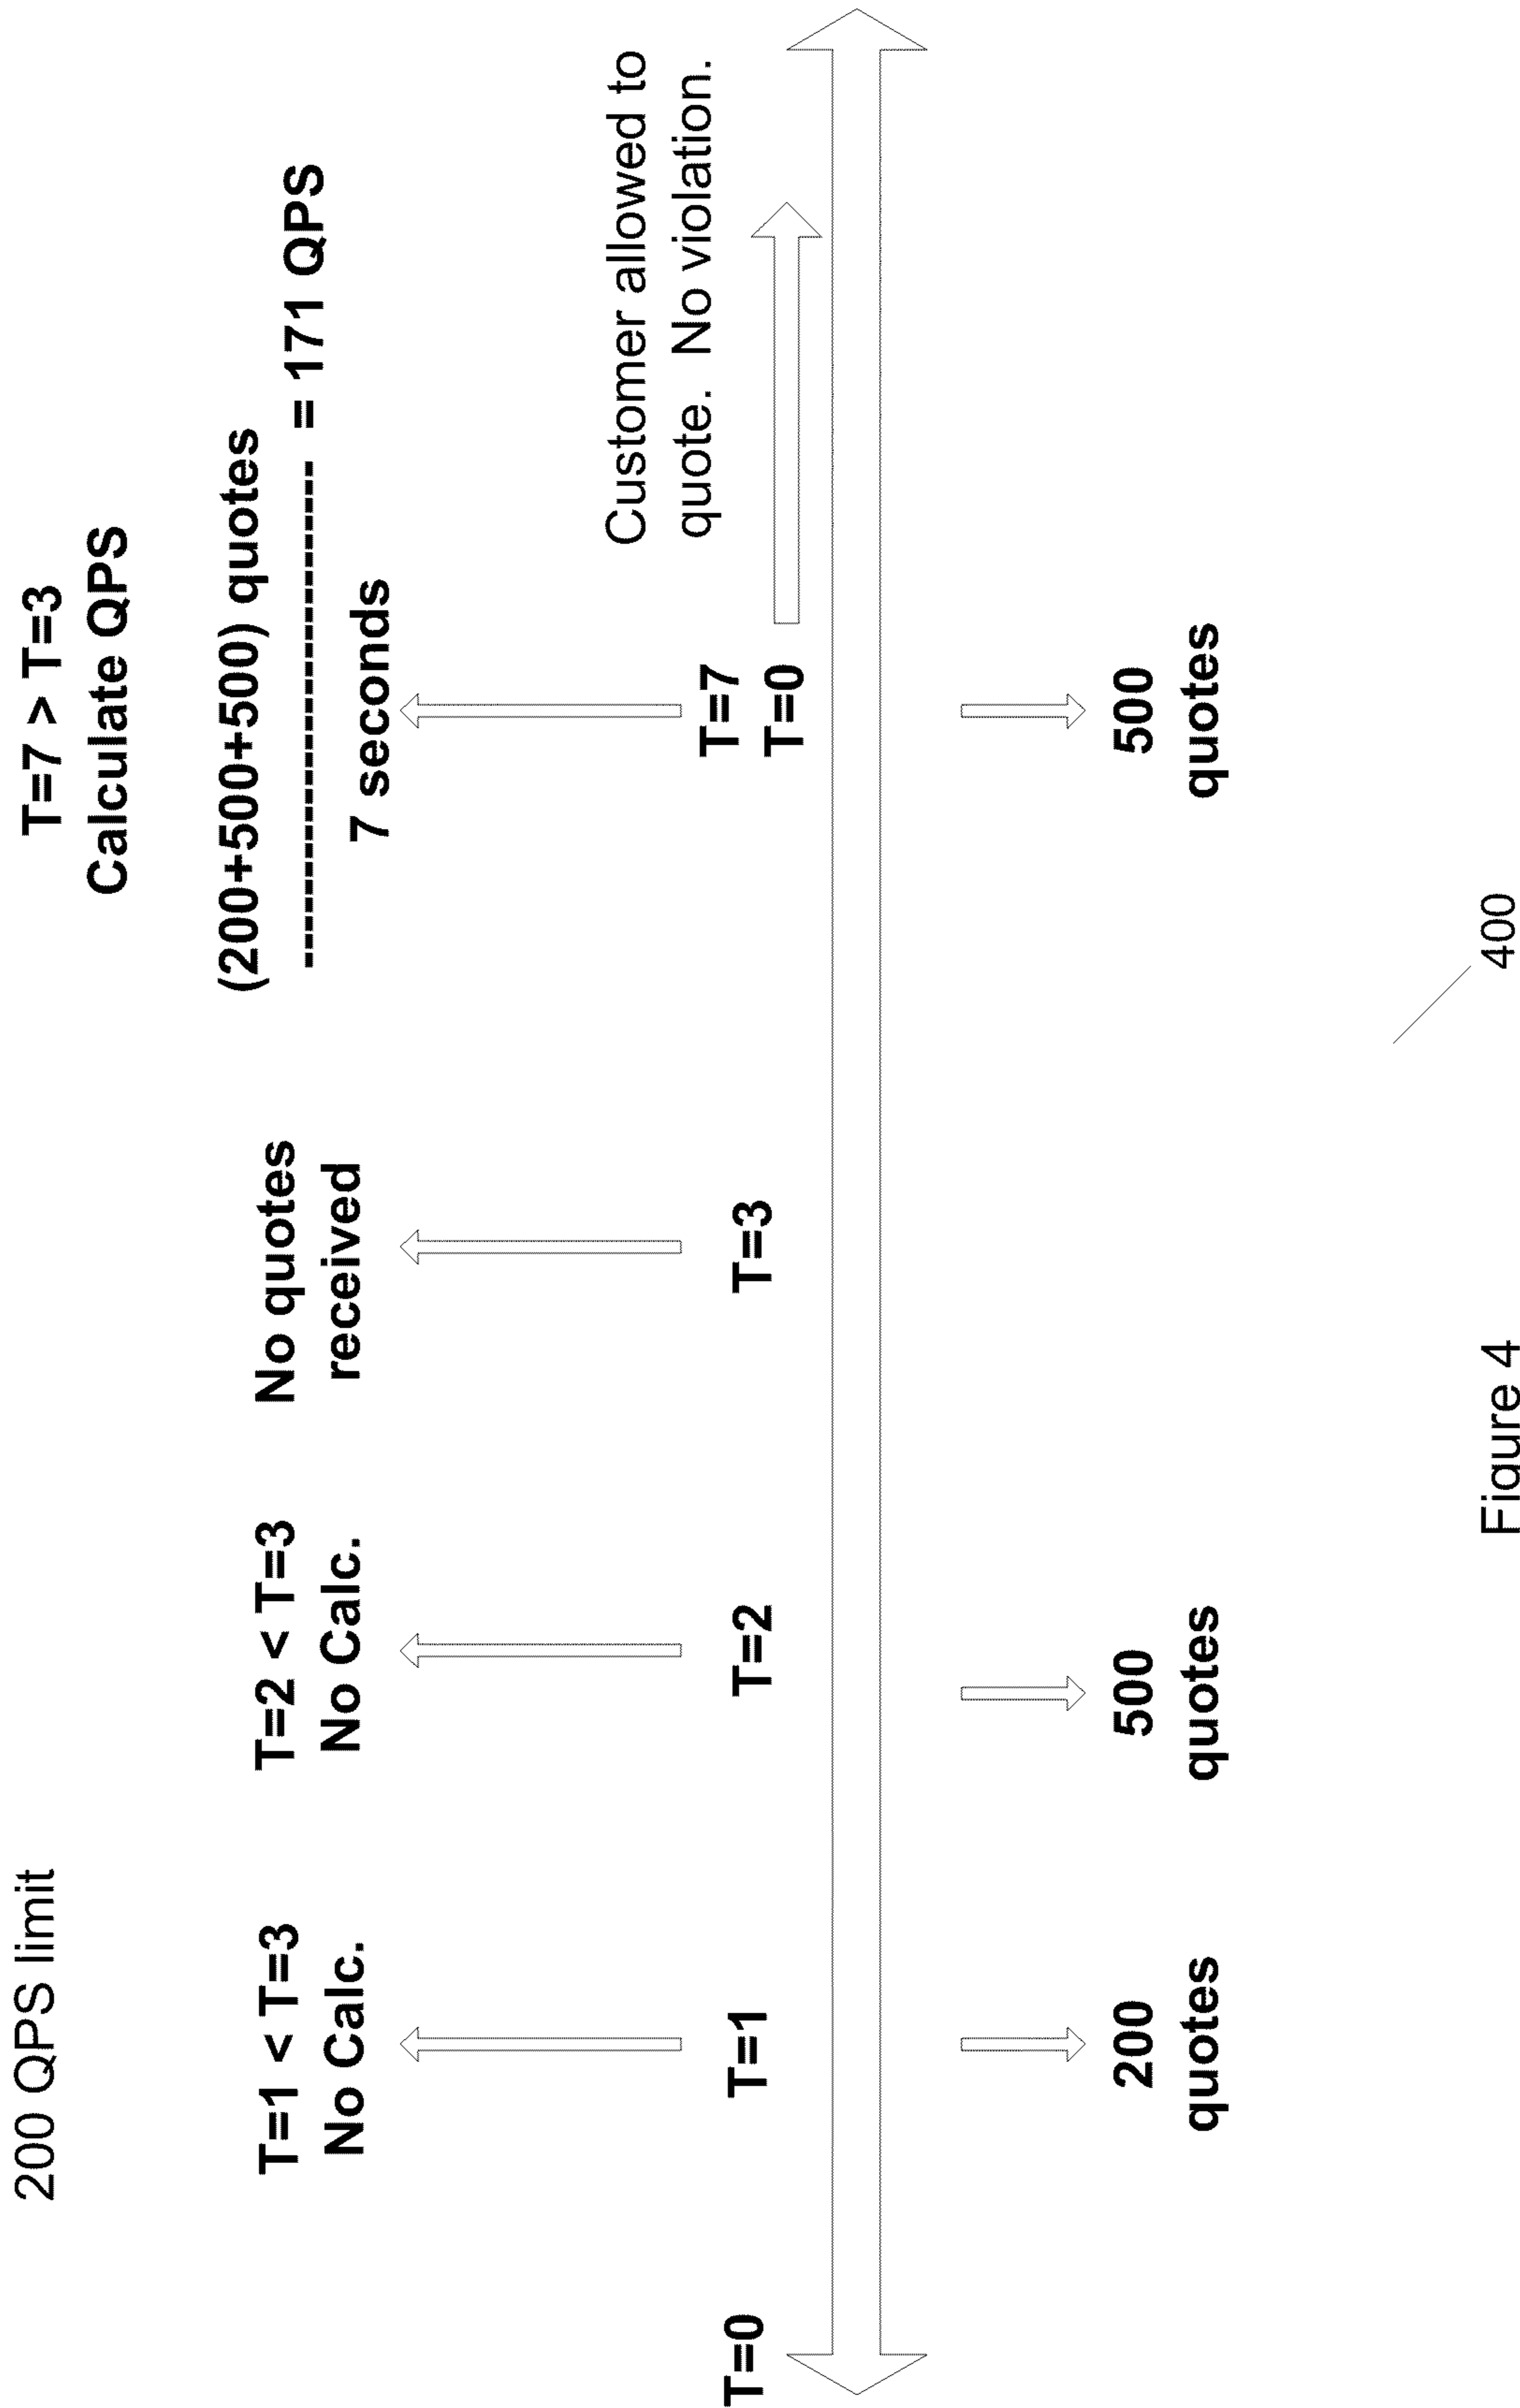 200 QPS limit
T=7 > T=3
Calculate QPS
T=1 < T=3
No Calc.
T=2 < T=3
No Calc.
No quotes
received
(200+500+500) quotes
---------------------------- = 171 QPS
7 seconds
Customer allowed to
quote. No violation.
T=0
T=1
T=2
T=3
T=7
T=0
200
quotes
500
quotes
500
quotes
400
Figure 4